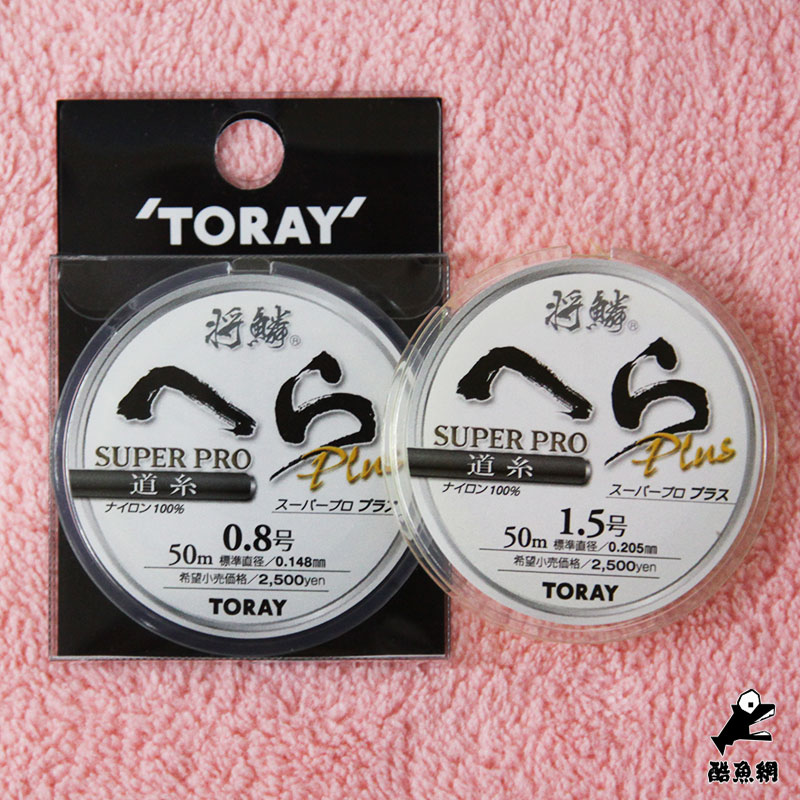 'TORAY'
将鱗®
へら
SUPER PRO
Plus
道糸
ナイロン100%
スーパープロ プラス
0.8号
50m 標準直径/0.148mm
希望小売価格/2,500yen
TORAY
将鱗®
へら
SUPER PRO
Plus
道糸
ナイロン100%
スーパープロ プラス
1.5号
50m 標準直径/0.205mm
希望小売価格/2,500yen
TORAY
酷魚網